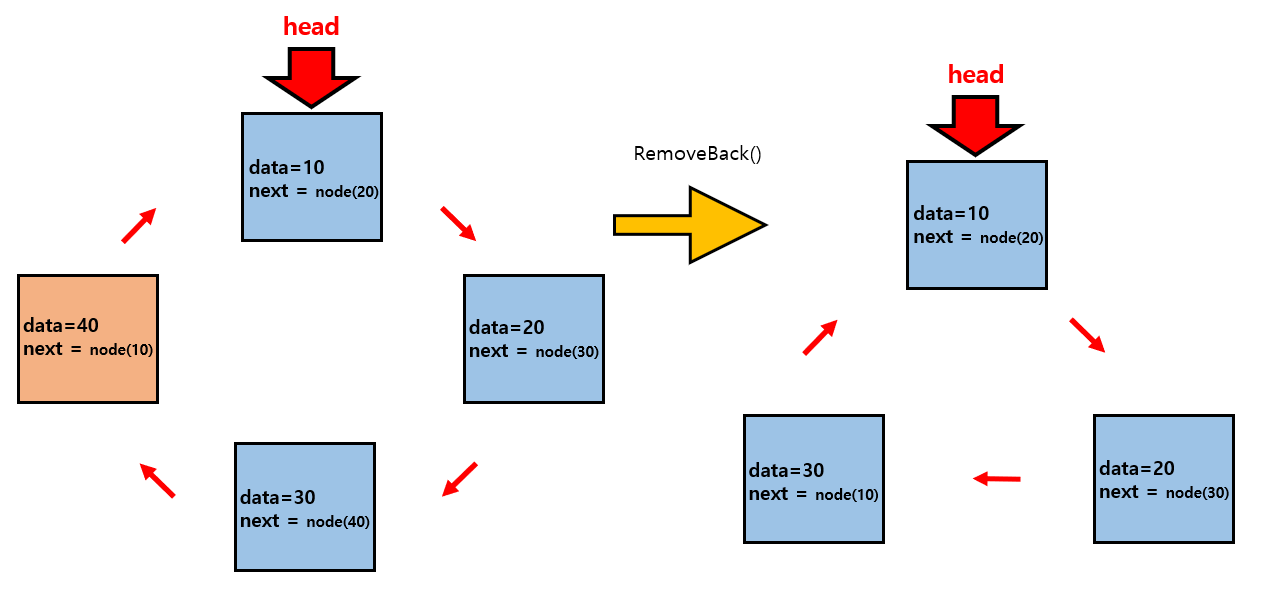 head
data=10
next = node(20)
data=40
next = node(10)
data=20
next = node(30)
data=30
next = node(40)
RemoveBack()
head
data=10
next = node(20)
data=30
next = node(10)
data=20
next = node(30)